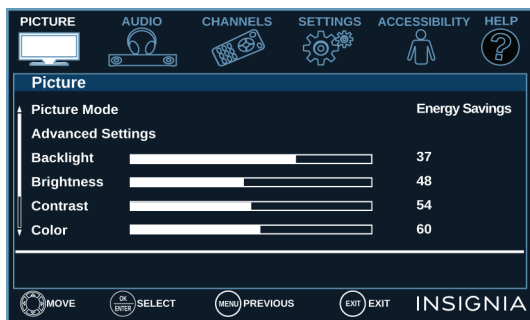 PICTURE AUDIO CHANNELS SETTINGS ACCESSIBILITY HELP
?
Picture
Picture Mode Energy Savings
Advanced Settings
Backlight 37
Brightness 48
Contrast 54
Color 60
MOVE OK ENTER SELECT MENU PREVIOUS EXIT EXIT INSIGNIA